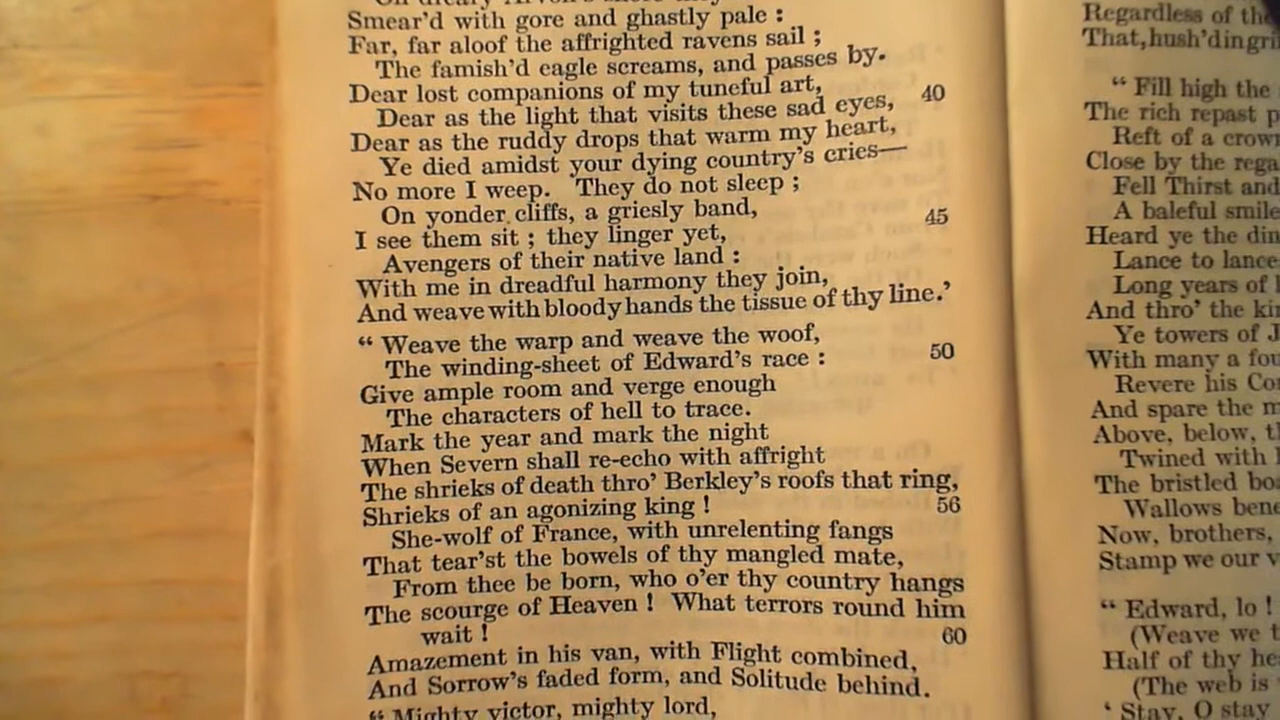 Smear'd with gore and ghastly pale :
Far, far aloof the affrighted ravens sail ;
The famish'd eagle screams, and passes by.
Dear lost companions of my tuneful art,
Dear as the light that visits these sad eyes, 40
Dear as the ruddy drops that warm my heart,
Ye died amidst your dying country's cries—
No more I weep. They do not sleep ;
On yonder cliffs, a griesly band,
I see them sit ; they linger yet, 45
Avengers of their native land :
With me in dreadful harmony they join,
And weave with bloody hands the tissue of thy line.'
“ Weave the warp and weave the woof,
The winding-sheet of Edward's race : 50
Give ample room and verge enough
The characters of hell to trace.
Mark the year and mark the night
When Severn shall re-echo with affright
The shrieks of death thro' Berkley's roofs that ring,
Shrieks of an agonizing king ! 56
She-wolf of France, with unrelenting fangs
That tear'st the bowels of thy mangled mate,
From thee be born, who o'er thy country hangs
The scourge of Heaven ! What terrors round him
wait ! 60
Amazement in his van, with Flight combined,
And Sorrow's faded form, and Solitude behind.
“ Mighty victor, mighty lord,
Regardless of the
That, hush'd in
“ Fill high the
The rich repast
Reft of a
Close by the
Fell Thirst and
A baleful smile
Heard ye the din
Lance to lance
Long years of
And thro' the
Ye towers of
With many a
Revere his
And spare the
Above, below,
Twined with
The bristled
Wallows
Now, brothers,
Stamp we our
“ Edward, lo !
(Weave we
Half of thy
(The web is
‘ Stay, O stay